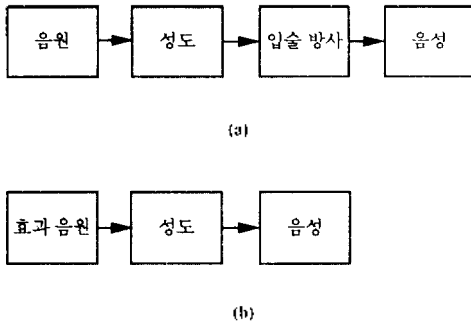 음원 성도 입술 방사 음성
(a)
효과 음원 성도 음성
(b)